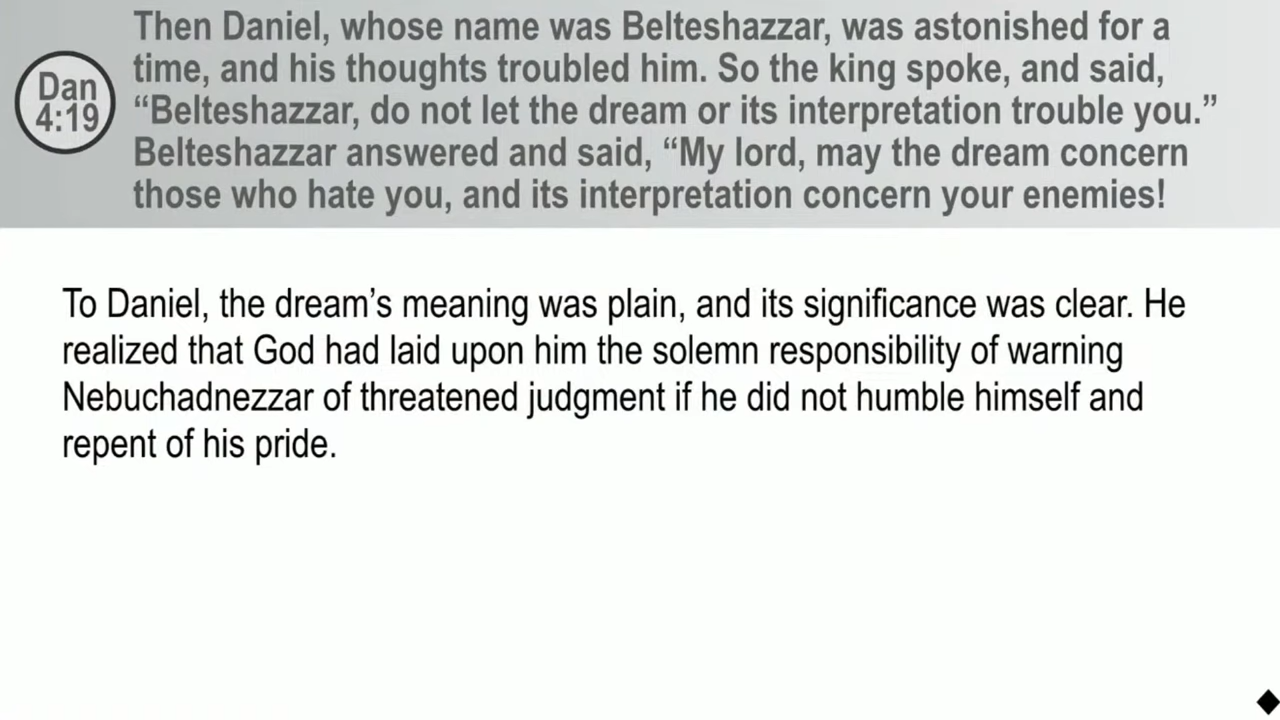 Dan
4:19
Then Daniel, whose name was Belteshazzar, was astonished for a
time, and his thoughts troubled him. So the king spoke, and said,
“Belteshazzar, do not let the dream or its interpretation trouble you.”
Belteshazzar answered and said, “My lord, may the dream concern
those who hate you, and its interpretation concern your enemies!
To Daniel, the dream’s meaning was plain, and its significance was clear. He
realized that God had laid upon him the solemn responsibility of warning
Nebuchadnezzar of threatened judgment if he did not humble himself and
repent of his pride.